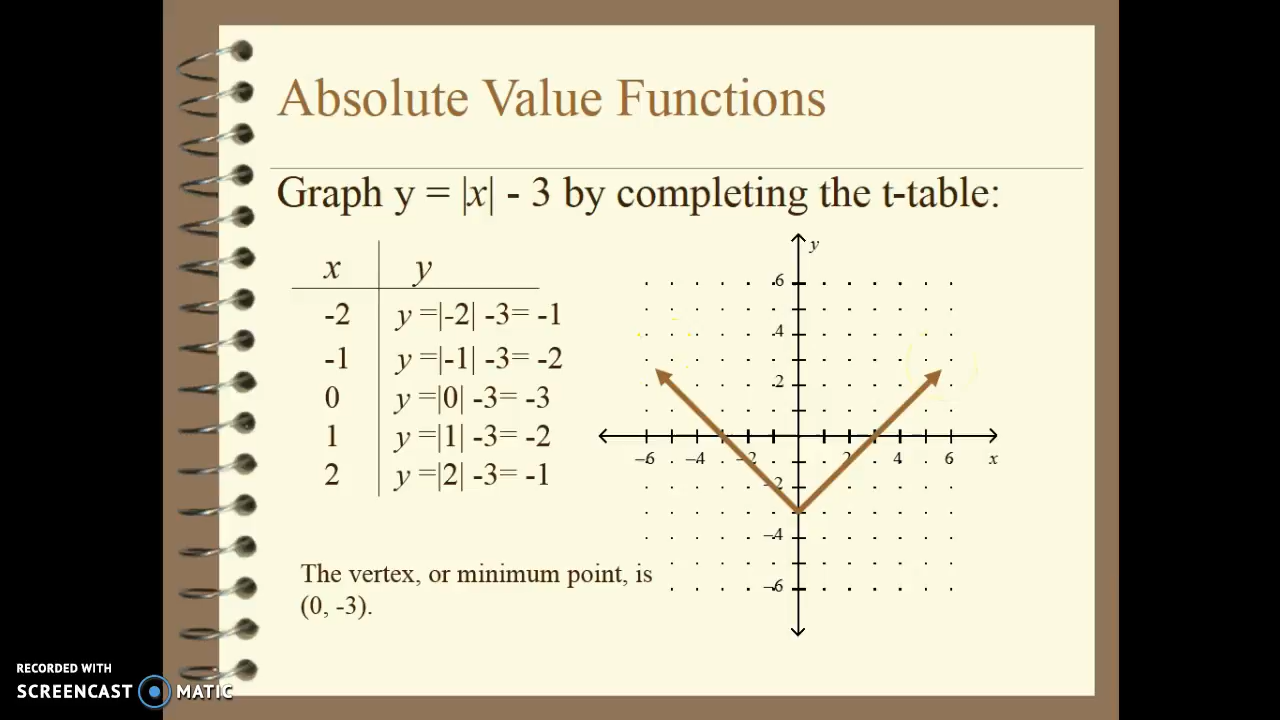 Absolute Value Functions
Graph y = |x| - 3 by completing the t-table:
x y
-2 y =|-2| -3= -1
-1 y =|-1| -3= -2
0 y =|0| -3= -3
1 y =|1| -3= -2
2 y =|2| -3= -1
The vertex, or minimum point, is
(0, -3).
y
6
4
2
–6 –4 –2 2 4 6 x
–2
–4
–6
RECORDED WITH
SCREENCAST MATIC